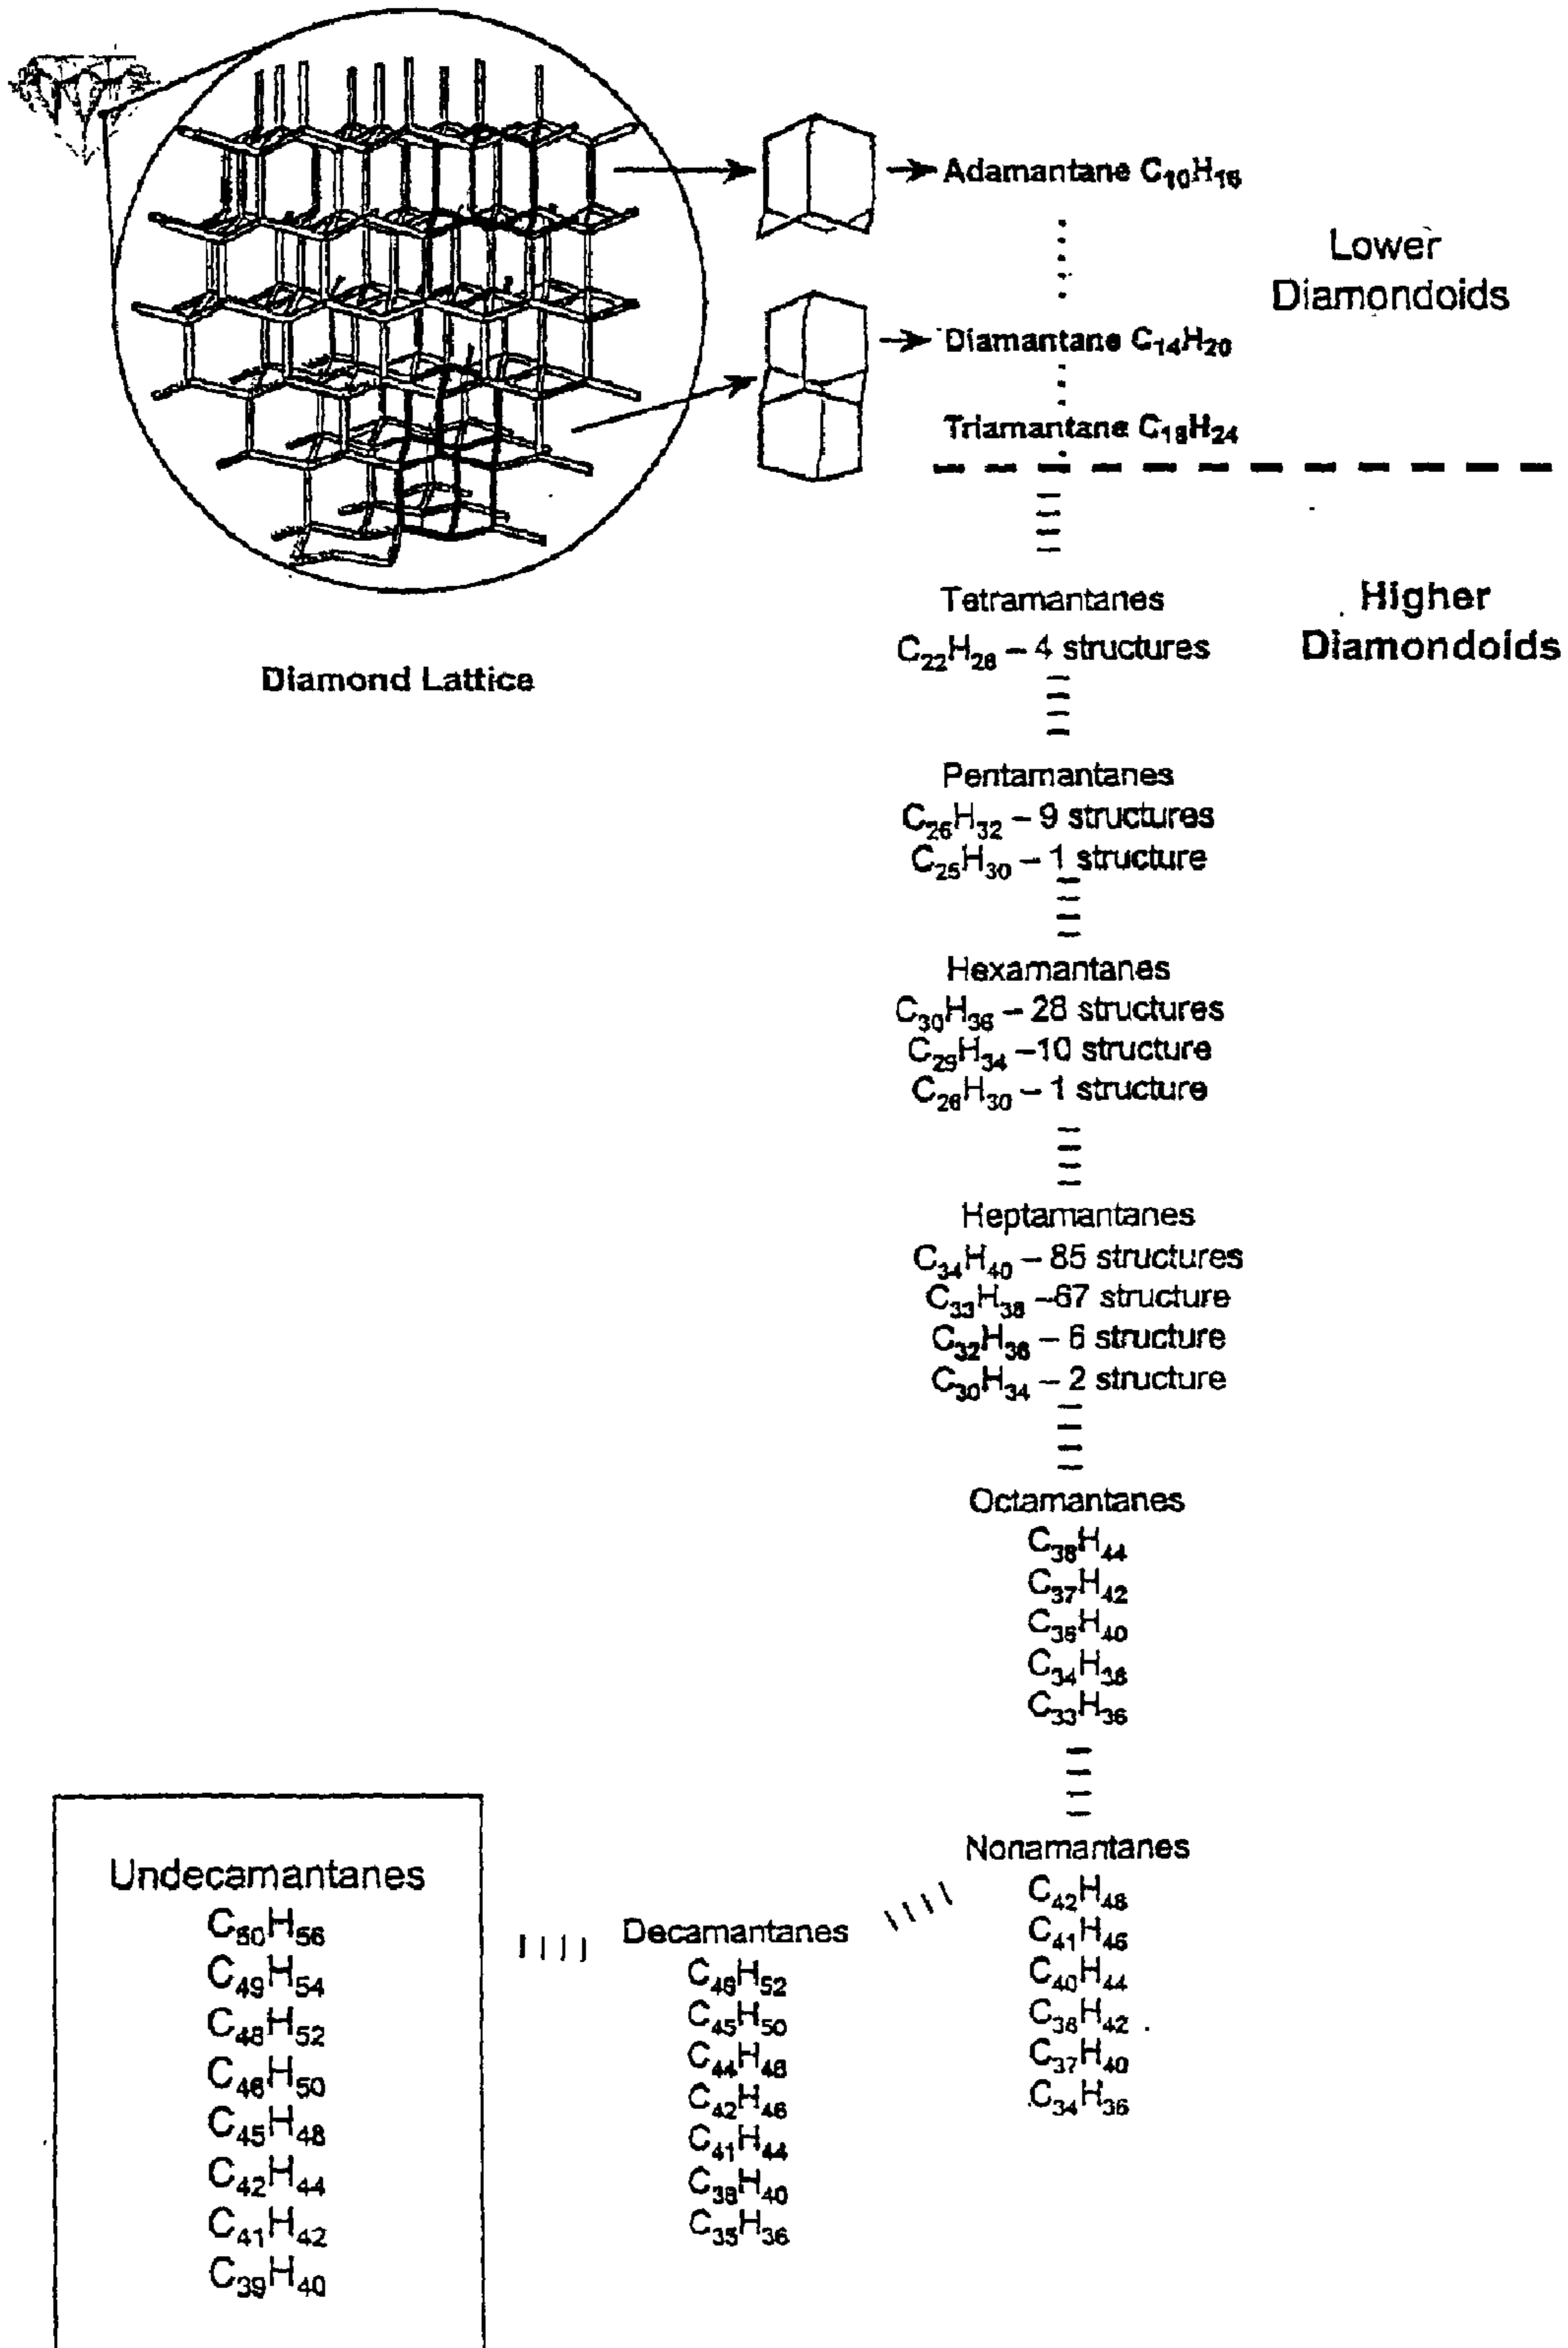 Adamantane C₁₀H₁₆
Lower
Diamondoids
Diamantane C₁₄H₂₀
Triamantane C₁₈H₂₄
Diamond Lattice
Tetramantanes
C₂₂H₂₈ – 4 structures
Higher
Diamondoids
Pentamantanes
C₂₆H₃₂ – 9 structures
C₂₅H₃₀ – 1 structure
Hexamantanes
C₃₀H₃₆ – 28 structures
C₂₉H₃₄ –10 structure
C₂₆H₃₀ – 1 structure
Heptamantanes
C₃₄H₄₀ – 85 structures
C₃₃H₃₈ –67 structure
C₃₂H₃₆ – 6 structure
C₃₀H₃₄ – 2 structure
Octamantanes
C₃₈H₄₄
C₃₇H₄₂
C₃₆H₄₀
C₃₄H₃₈
C₃₃H₃₆
Nonamantanes
C₄₂H₄₈
C₄₁H₄₆
C₄₀H₄₄
C₃₈H₄₂
C₃₇H₄₀
C₃₄H₃₆
Decamantanes
C₄₆H₅₂
C₄₅H₅₀
C₄₄H₄₈
C₄₂H₄₆
C₄₁H₄₄
C₃₈H₄₀
C₃₅H₃₆
Undecamantanes
C₅₀H₅₆
C₄₉H₅₄
C₄₈H₅₂
C₄₆H₅₀
C₄₅H₄₈
C₄₂H₄₄
C₄₁H₄₂
C₃₉H₄₀